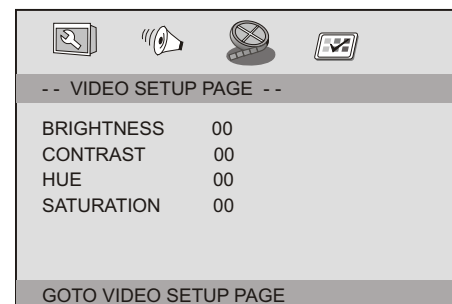 - - VIDEO SETUP PAGE - -
BRIGHTNESS 00
CONTRAST 00
HUE 00
SATURATION 00
GOTO VIDEO SETUP PAGE